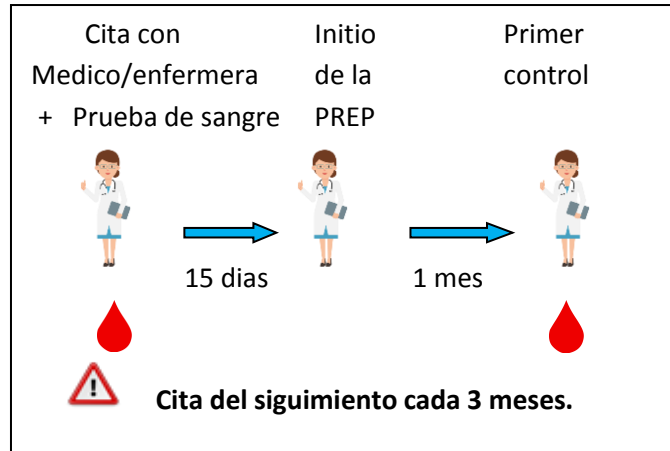 Cita con
Medico/enfermera
+ Prueba de sangre
Initio
de la
PREP
Primer
control
15 dias
1 mes
Cita del siguimiento cada 3 meses.